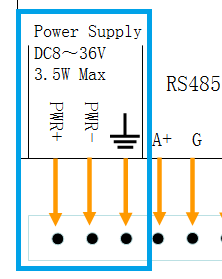 Power Supply
DC8～36V
3.5W Max
RS485
PWR+
PWR-
A+
G